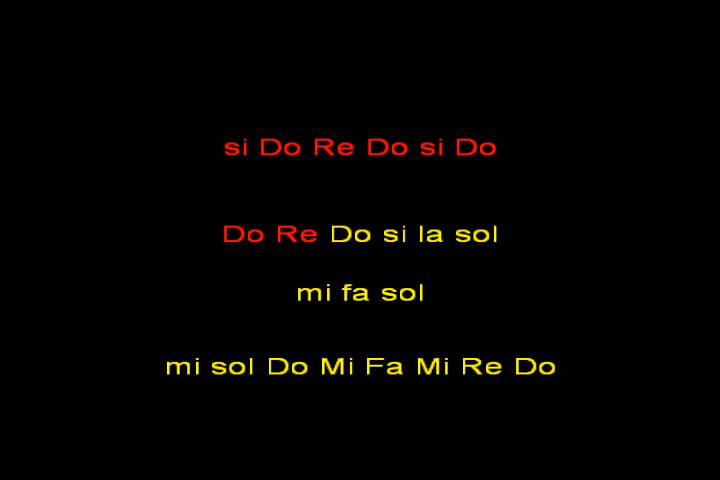 si Do Re Do si Do
Do Re Do si la sol
mi fa sol
mi sol Do Mi Fa Mi Re Do